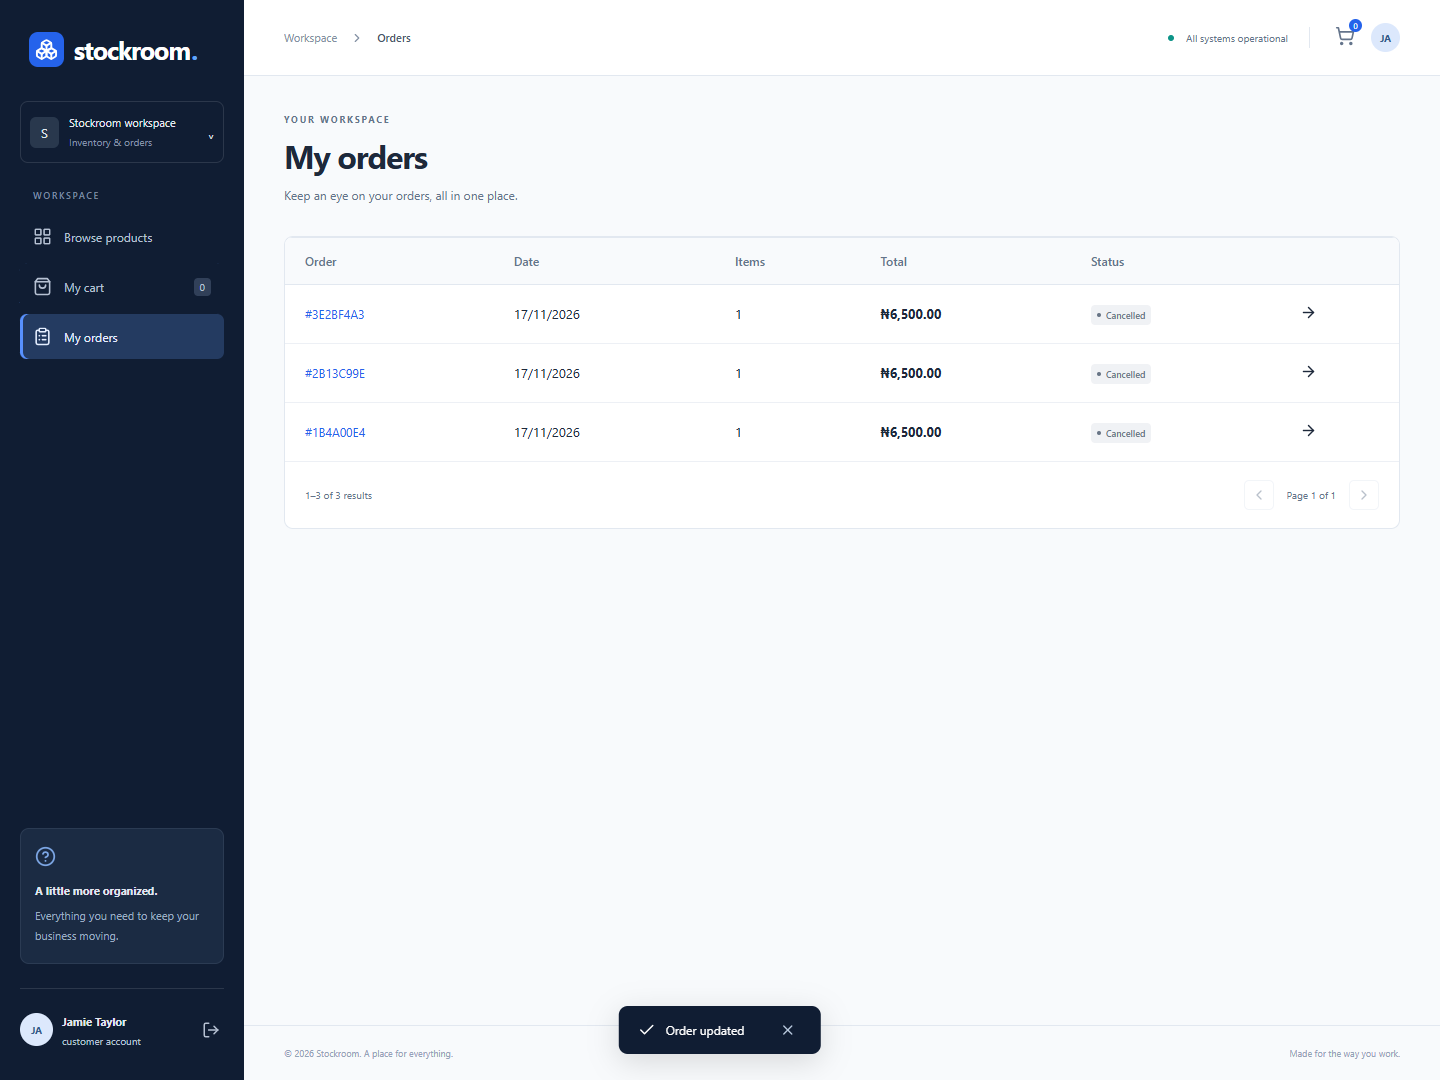 stockroom.
S
Stockroom workspace
Inventory & orders
WORKSPACE
Browse products
My cart
0
My orders
A little more organized.
Everything you need to keep your
business moving.
JA
Jamie Taylor
customer account
Workspace
Orders
All systems operational
0
JA
YOUR WORKSPACE
My orders
Keep an eye on your orders, all in one place.
Order Date Items Total Status
#3E2BF4A3 17/11/2026 1 ₦6,500.00 Cancelled
#2B13C99E 17/11/2026 1 ₦6,500.00 Cancelled
#1B4A00E4 17/11/2026 1 ₦6,500.00 Cancelled
1–3 of 3 results
Page 1 of 1
Order updated
© 2026 Stockroom. A place for everything.
Made for the way you work.